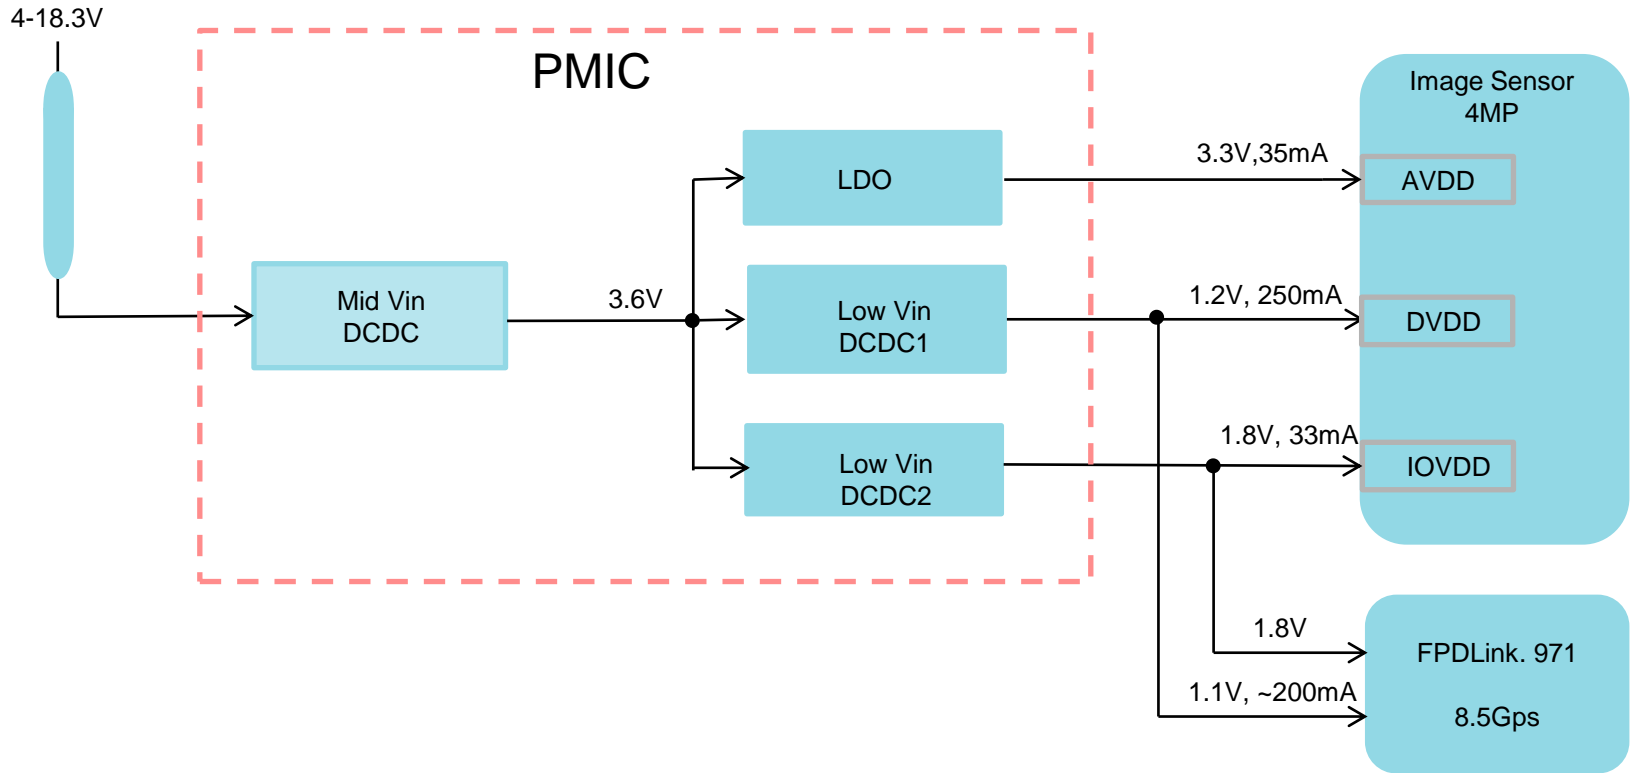 4-18.3V
PMIC
Image Sensor
4MP
LDO
3.3V,35mA
AVDD
Mid Vin
DCDC
3.6V
Low Vin
DCDC1
1.2V, 250mA
DVDD
Low Vin
DCDC2
1.8V, 33mA
IOVDD
1.8V
FPDLink. 971
1.1V, ~200mA
8.5Gps